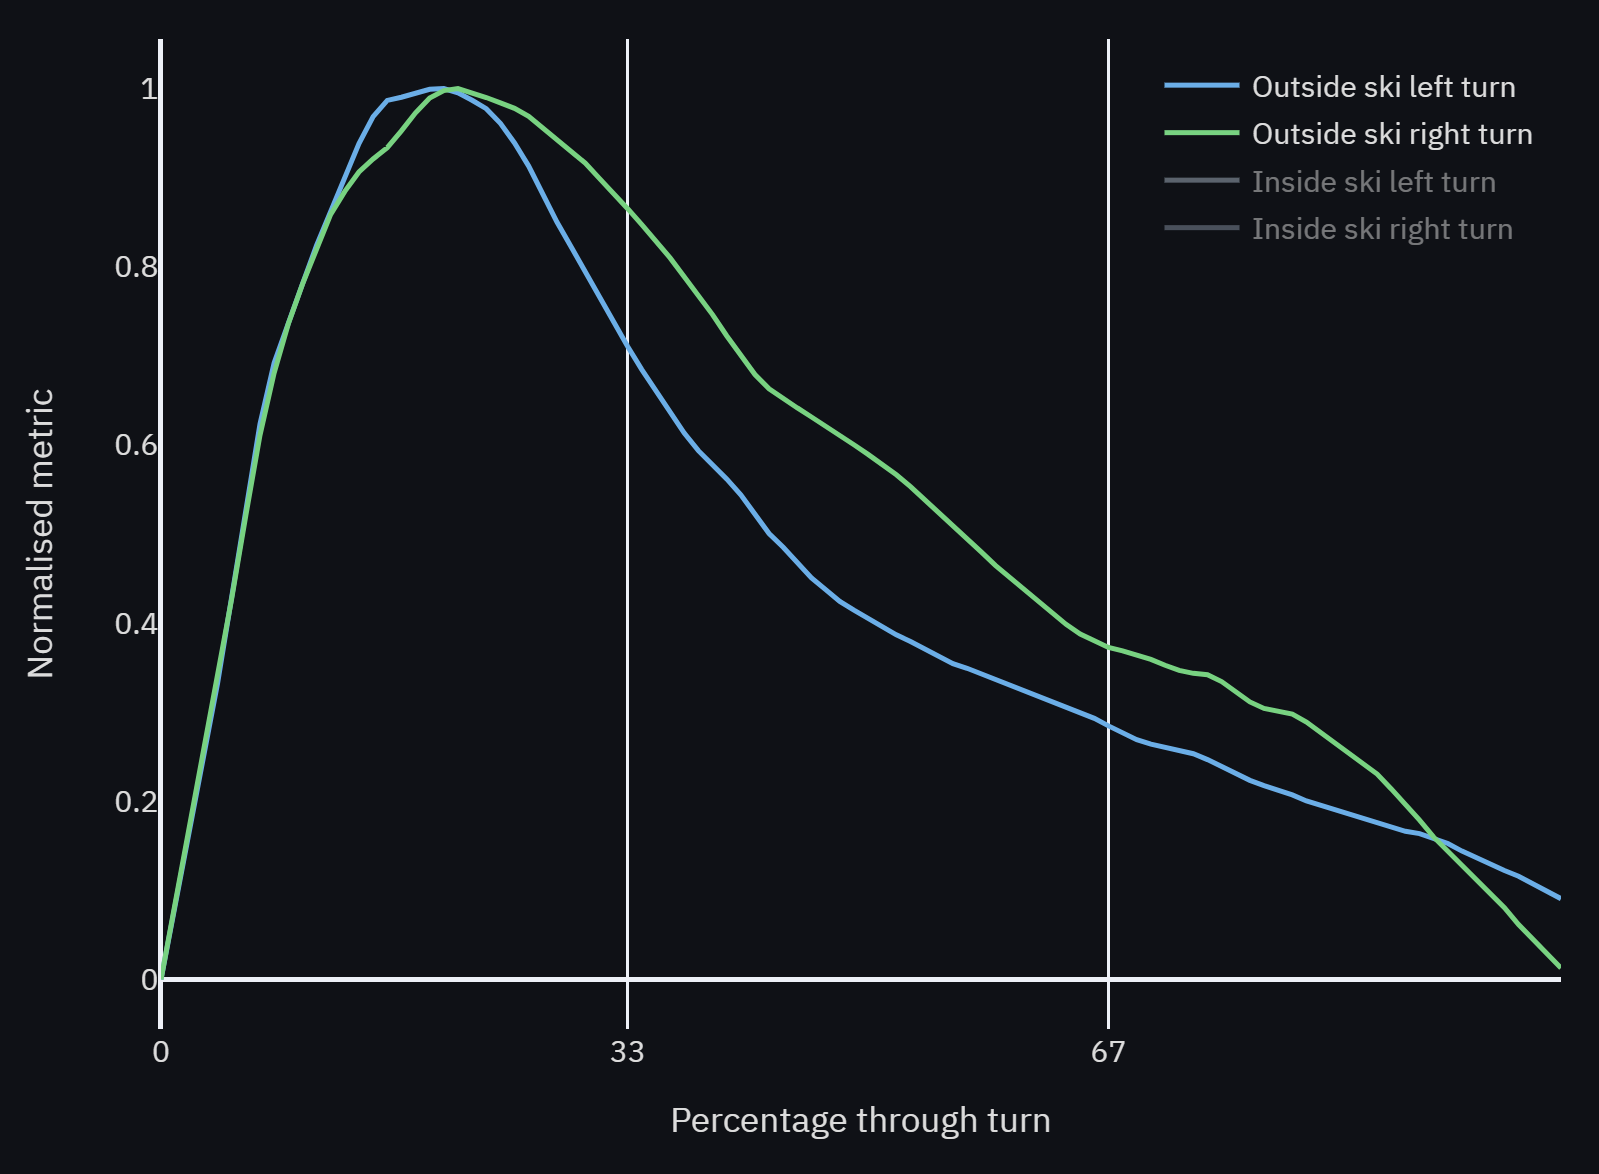 Outside ski left turn
Outside ski right turn
Inside ski left turn
Inside ski right turn
1
0.8
0.6
0.4
0.2
0
Normalised metric
0 33 67
Percentage through turn